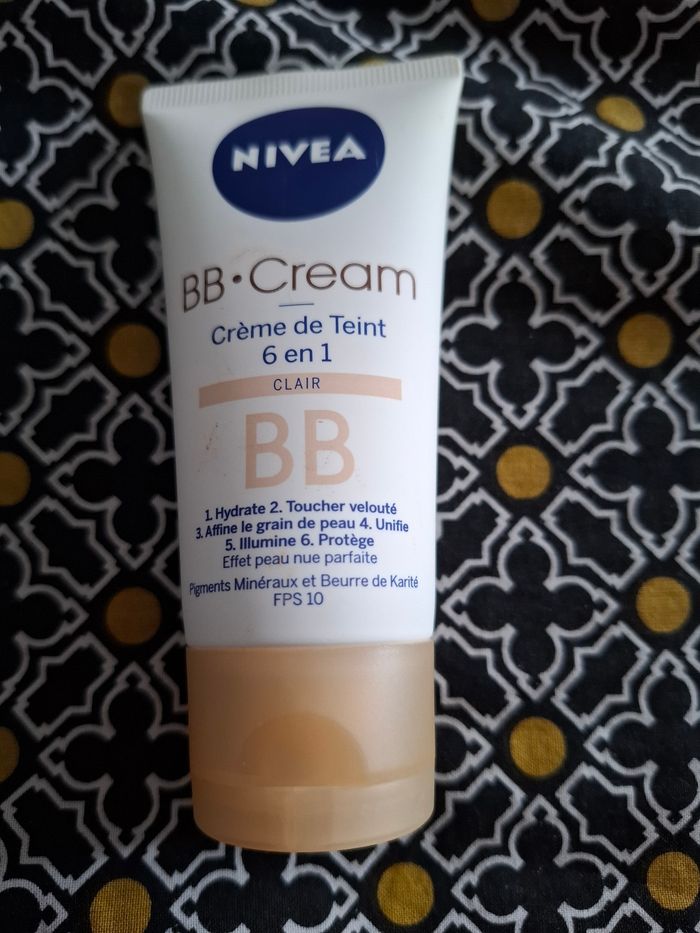 NIVEA
BB•Cream
Crème de Teint
6 en 1
CLAIR
BB
1. Hydrate 2. Toucher velouté
3. Affine le grain de peau 4. Unifie
5. Illumine 6. Protège
Effet peau nue parfaite
Pigments Minéraux et Beurre de Karité
FPS 10